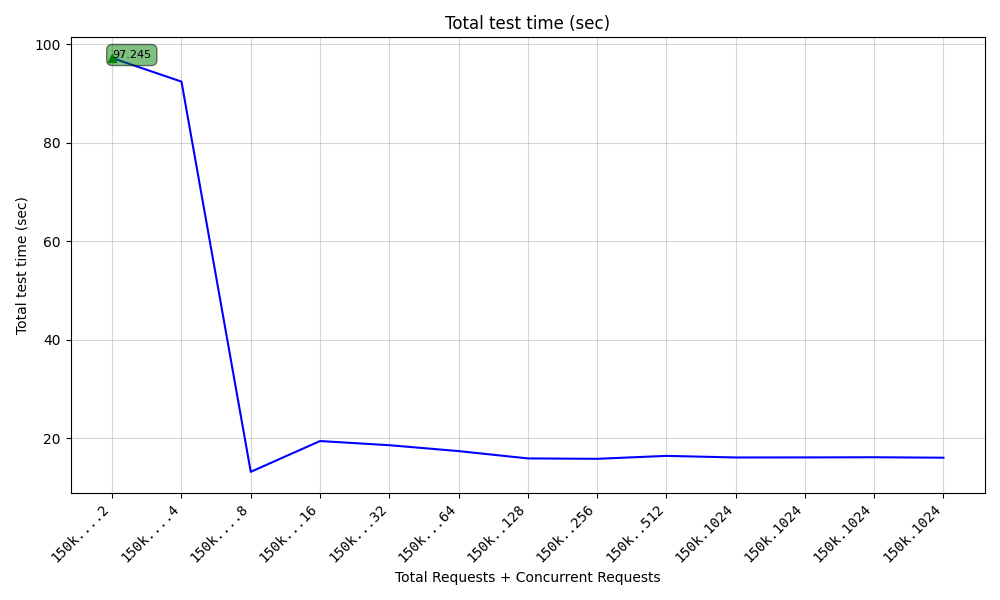 Total test time (sec)
97.245
100
80
60
40
20
Total test time (sec)
150k....2
150k....4
150k....8
150k...16
150k...32
150k...64
150k..128
150k..256
150k..512
150k.1024
150k.1024
150k.1024
150k.1024
Total Requests + Concurrent Requests